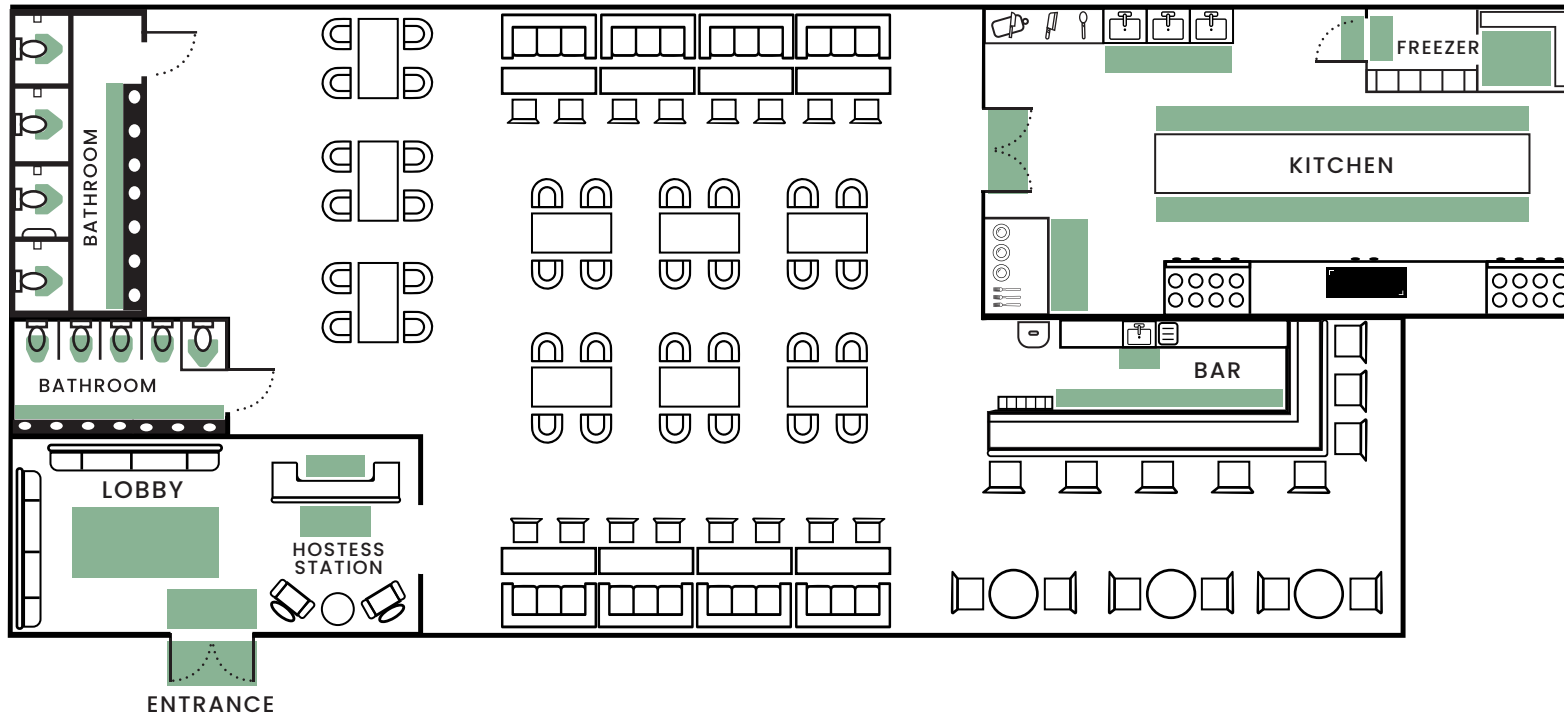 FREEZER
KITCHEN
BATHROOM
BAR
BATHROOM
LOBBY
HOSTESS
STATION
ENTRANCE